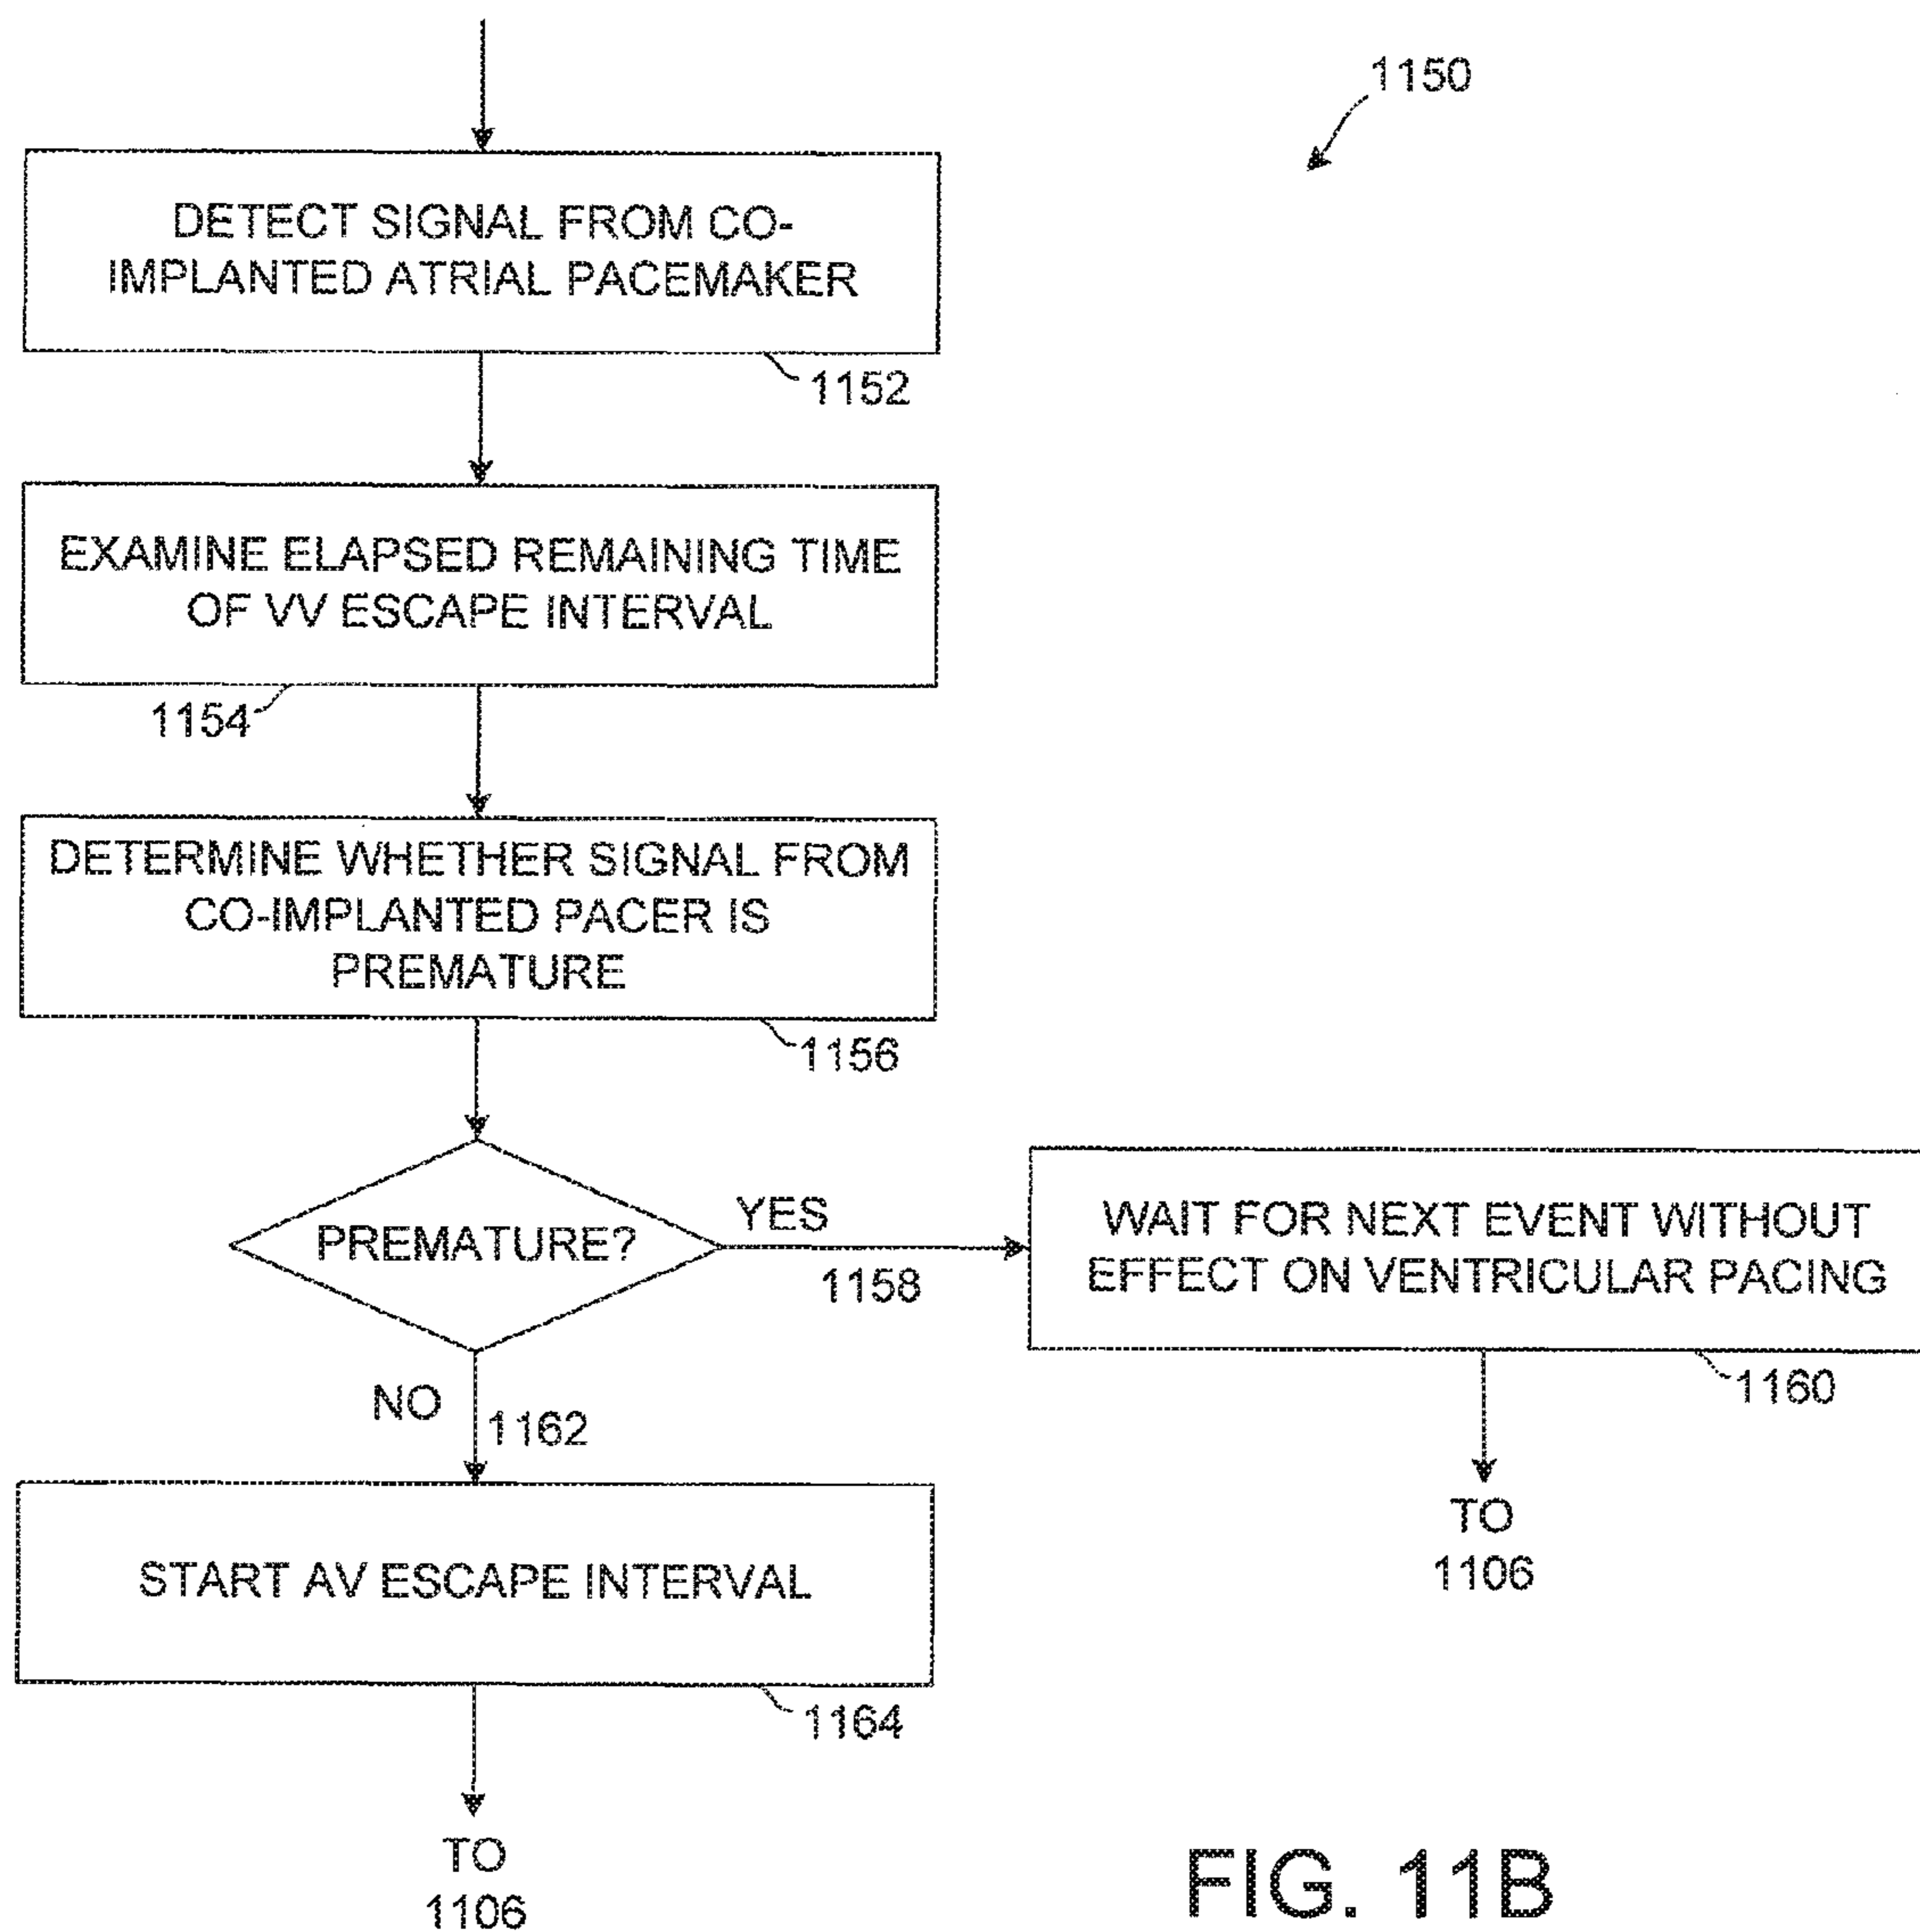 1150
DETECT SIGNAL FROM CO-
IMPLANTED ATRIAL PACEMAKER
1152
EXAMINE ELAPSED REMAINING TIME
OF VV ESCAPE INTERVAL
1154
DETERMINE WHETHER SIGNAL FROM
CO-IMPLANTED PACER IS
PREMATURE
1156
PREMATURE?
YES
1158
WAIT FOR NEXT EVENT WITHOUT
EFFECT ON VENTRICULAR PACING
1160
TO
1106
NO
1162
START AV ESCAPE INTERVAL
1164
TO
1106
FIG. 11B